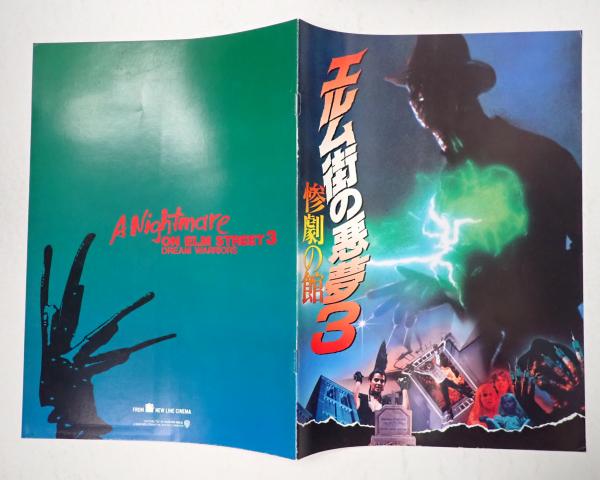 エルム街の悪夢3
惨劇の館
A Nightmare
ON ELM STREET 3
DREAM WARRIORS
FROM NEW LINE CINEMA